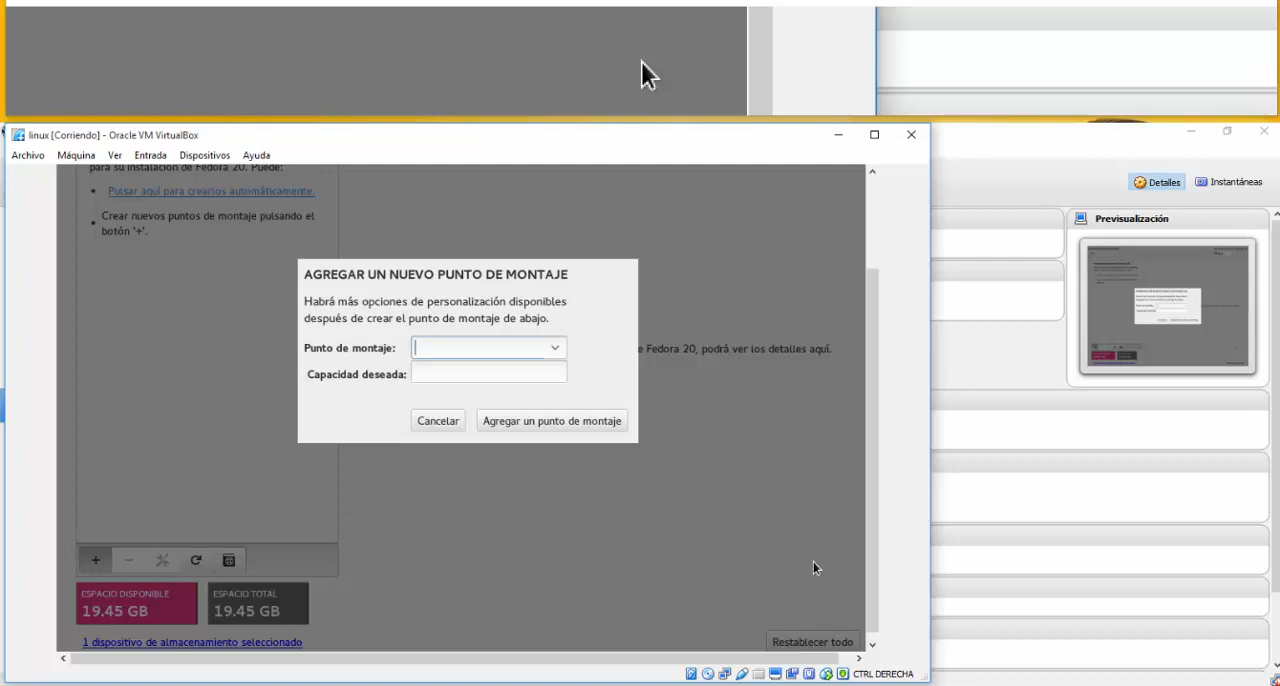 linux [Corriendo] - Oracle VM VirtualBox
Archivo Máquina Ver Entrada Dispositivos Ayuda
Detalles Instantáneas
para su instalación de Fedora 20. Puede:
Pulsar aquí para crearlos automáticamente.
Crear nuevos puntos de montaje pulsando el
botón '+'.
Previsualización
AGREGAR UN NUEVO PUNTO DE MONTAJE
Habrá más opciones de personalización disponibles
después de crear el punto de montaje de abajo.
Punto de montaje:
e Fedora 20, podrá ver los detalles aquí.
Capacidad deseada:
Cancelar Agregar un punto de montaje
ESPACIO DISPONIBLE
19.45 GB
ESPACIO TOTAL
19.45 GB
1 dispositivo de almacenamiento seleccionado
Restablecer todo
CTRL DERECHA